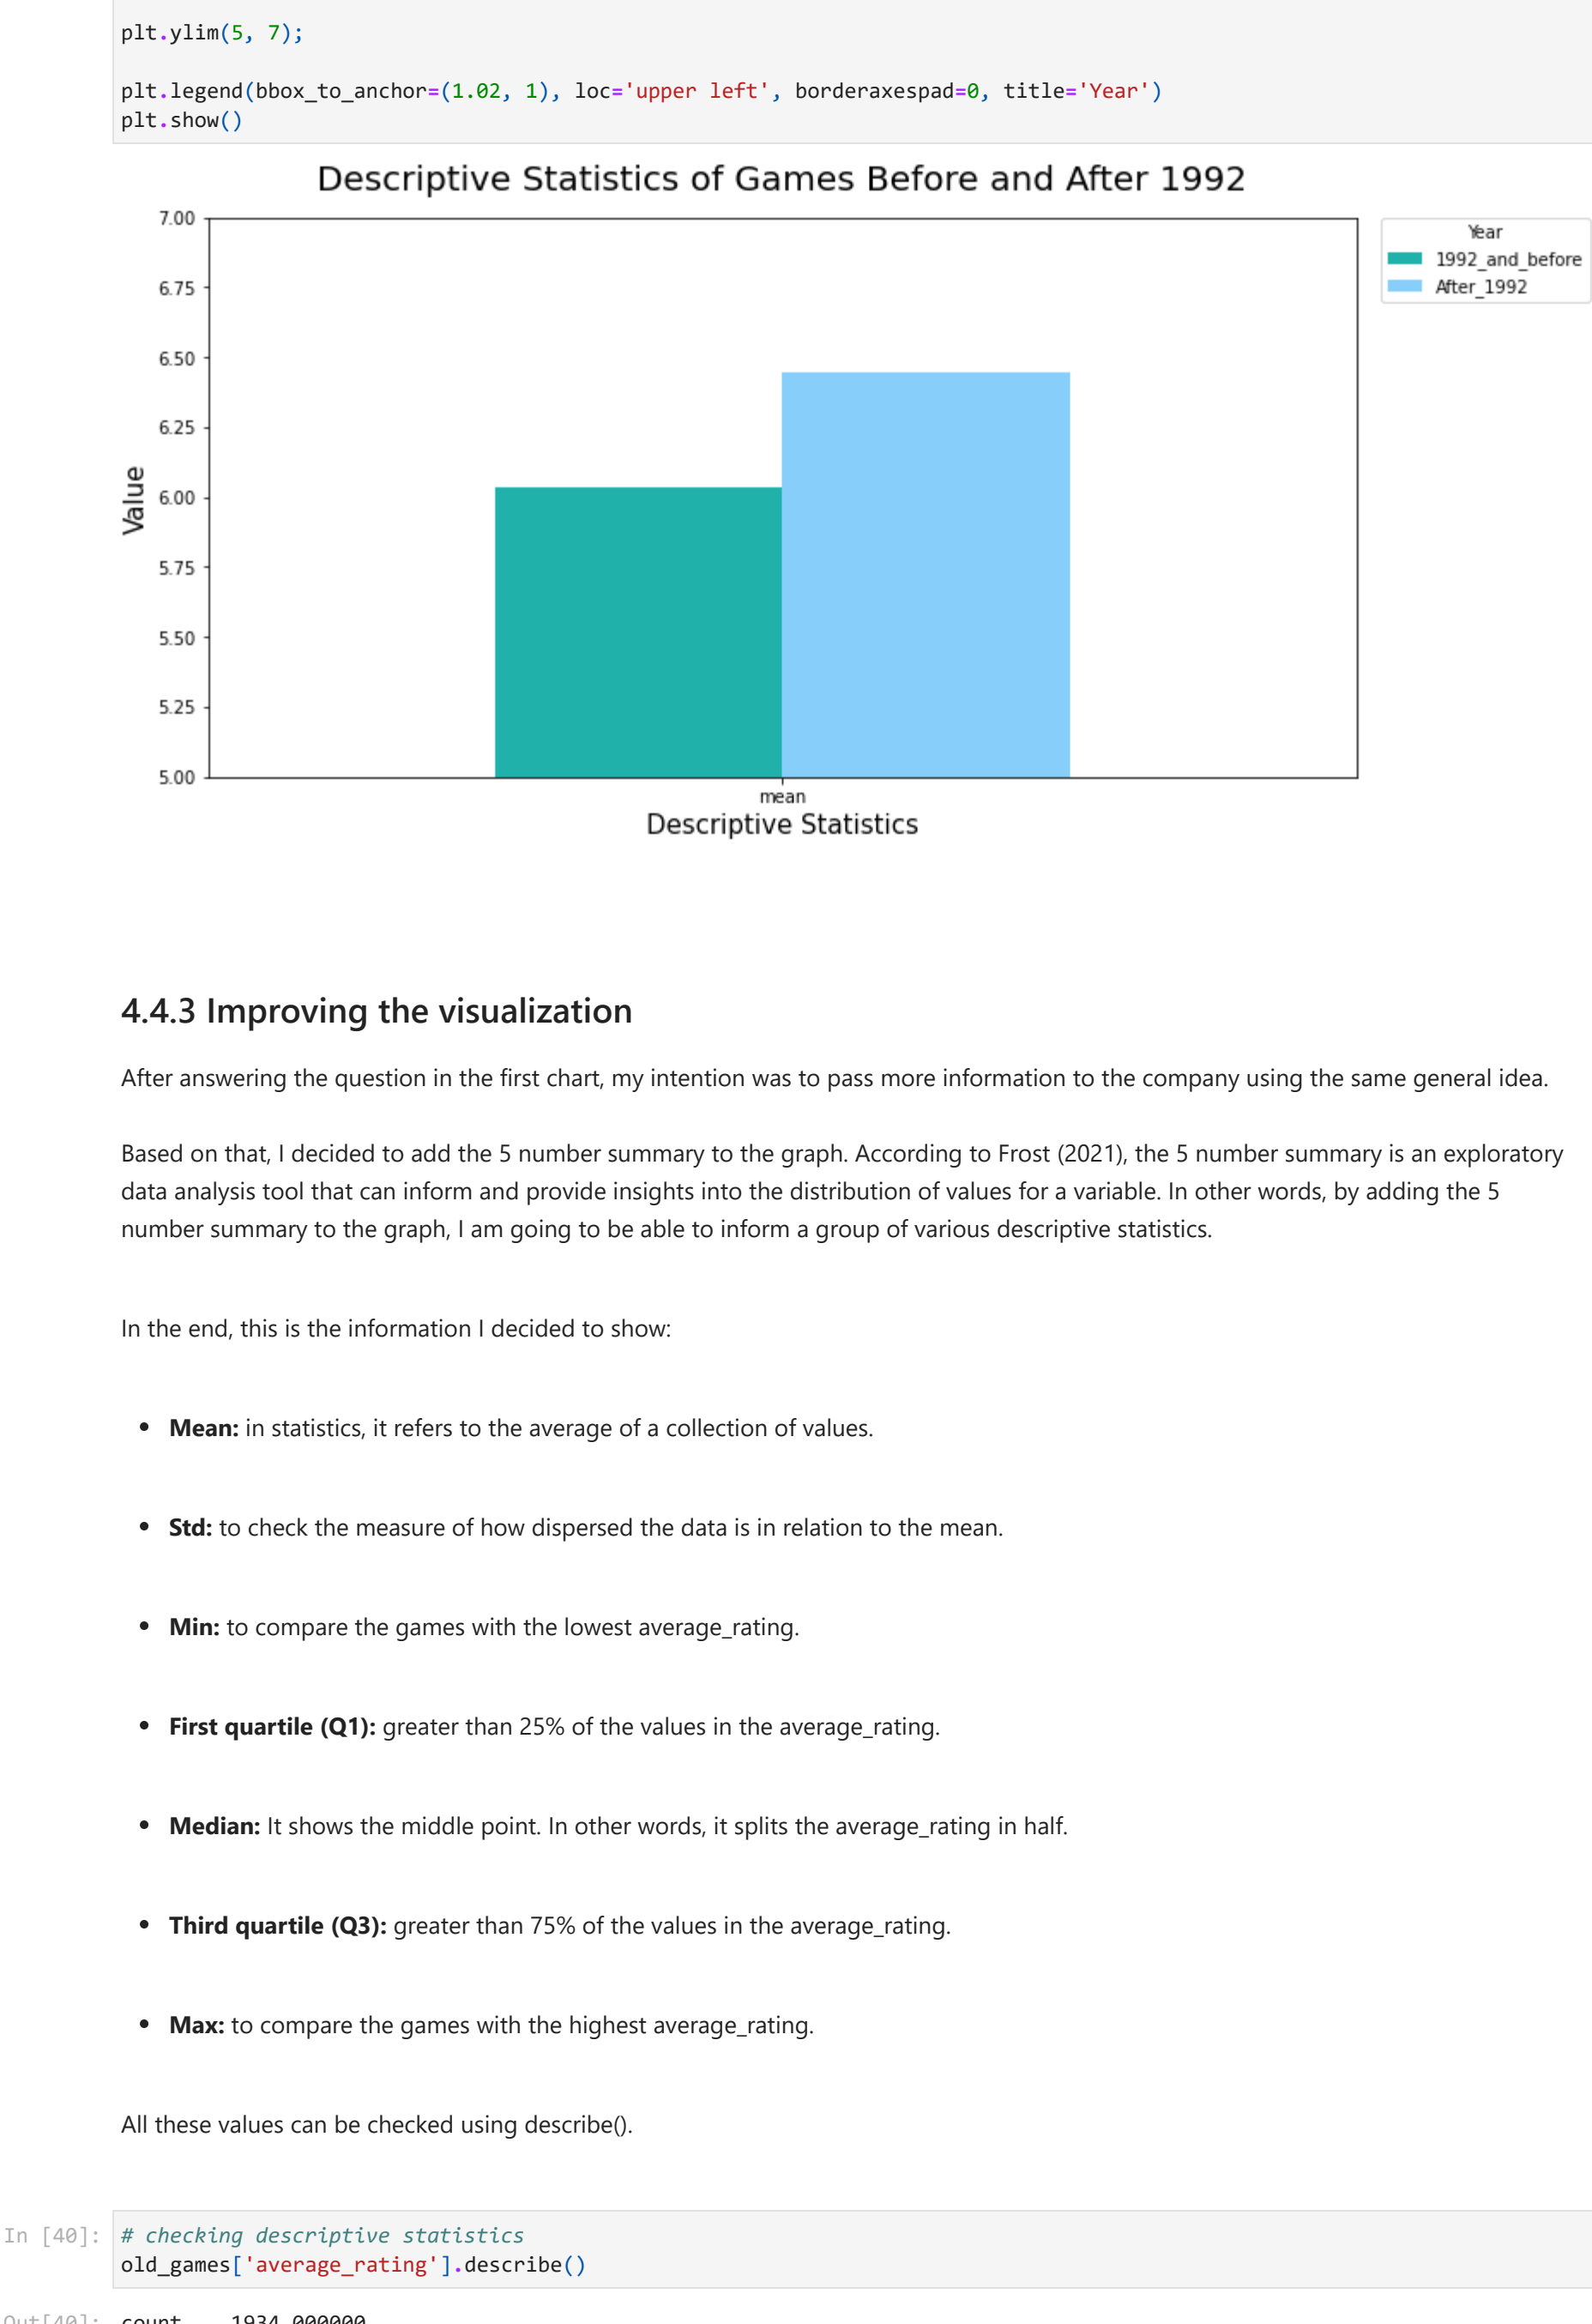 plt.ylim(5, 7);
plt.legend(bbox_to_anchor=(1.02, 1), loc='upper left', borderaxespad=0, title='Year')
plt.show()
Descriptive Statistics of Games Before and After 1992
7.00
6.75
6.50
6.25
6.00
5.75
5.50
5.25
5.00
Value
mean
Descriptive Statistics
Year
1992_and_before
After_1992
4.4.3 Improving the visualization
After answering the question in the first chart, my intention was to pass more information to the company using the same general idea.
Based on that, I decided to add the 5 number summary to the graph. According to Frost (2021), the 5 number summary is an exploratory
data analysis tool that can inform and provide insights into the distribution of values for a variable. In other words, by adding the 5
number summary to the graph, I am going to be able to inform a group of various descriptive statistics.
In the end, this is the information I decided to show:
• Mean: in statistics, it refers to the average of a collection of values.
• Std: to check the measure of how dispersed the data is in relation to the mean.
• Min: to compare the games with the lowest average_rating.
• First quartile (Q1): greater than 25% of the values in the average_rating.
• Median: It shows the middle point. In other words, it splits the average_rating in half.
• Third quartile (Q3): greater than 75% of the values in the average_rating.
• Max: to compare the games with the highest average_rating.
All these values can be checked using describe().
In [40]: # checking descriptive statistics
old_games['average_rating'].describe()
Out[40]: count 1934.000000